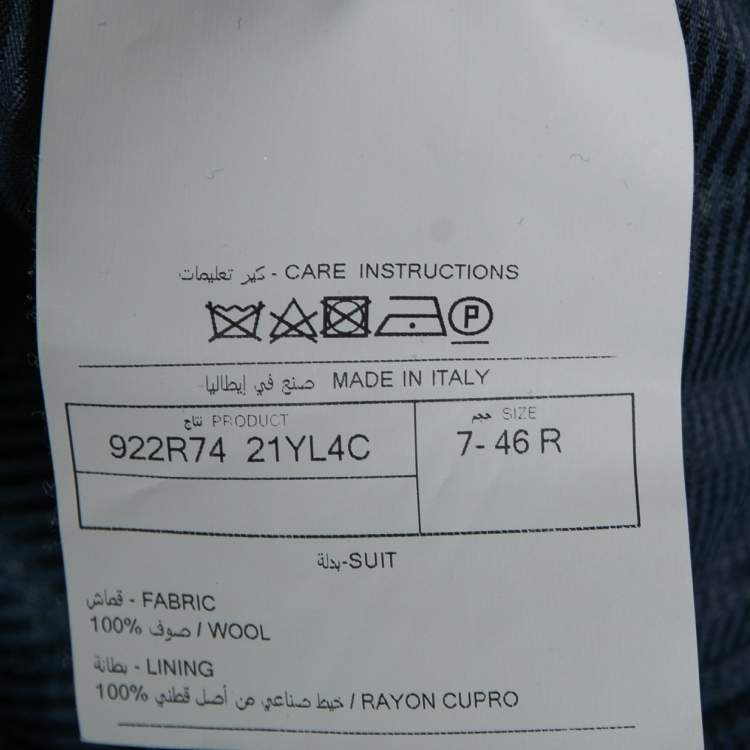 كير تعليمات - CARE INSTRUCTIONS
P
صنع في إيطاليا MADE IN ITALY
نتاج PRODUCT
922R74 21YL4C
حجم SIZE
7- 46 R
بدلة-SUIT
قماش - FABRIC
100% صوف / WOOL
بطانة - LINING
100% خيط صناعي من أصل قطني / RAYON CUPRO